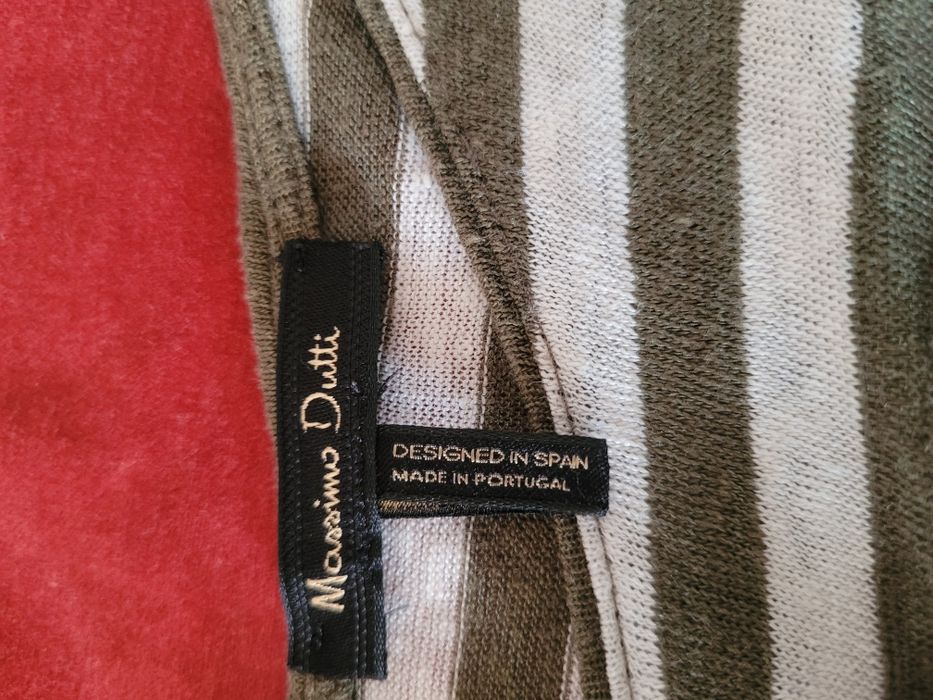 Massimo Dutti
DESIGNED IN SPAIN
MADE IN PORTUGAL